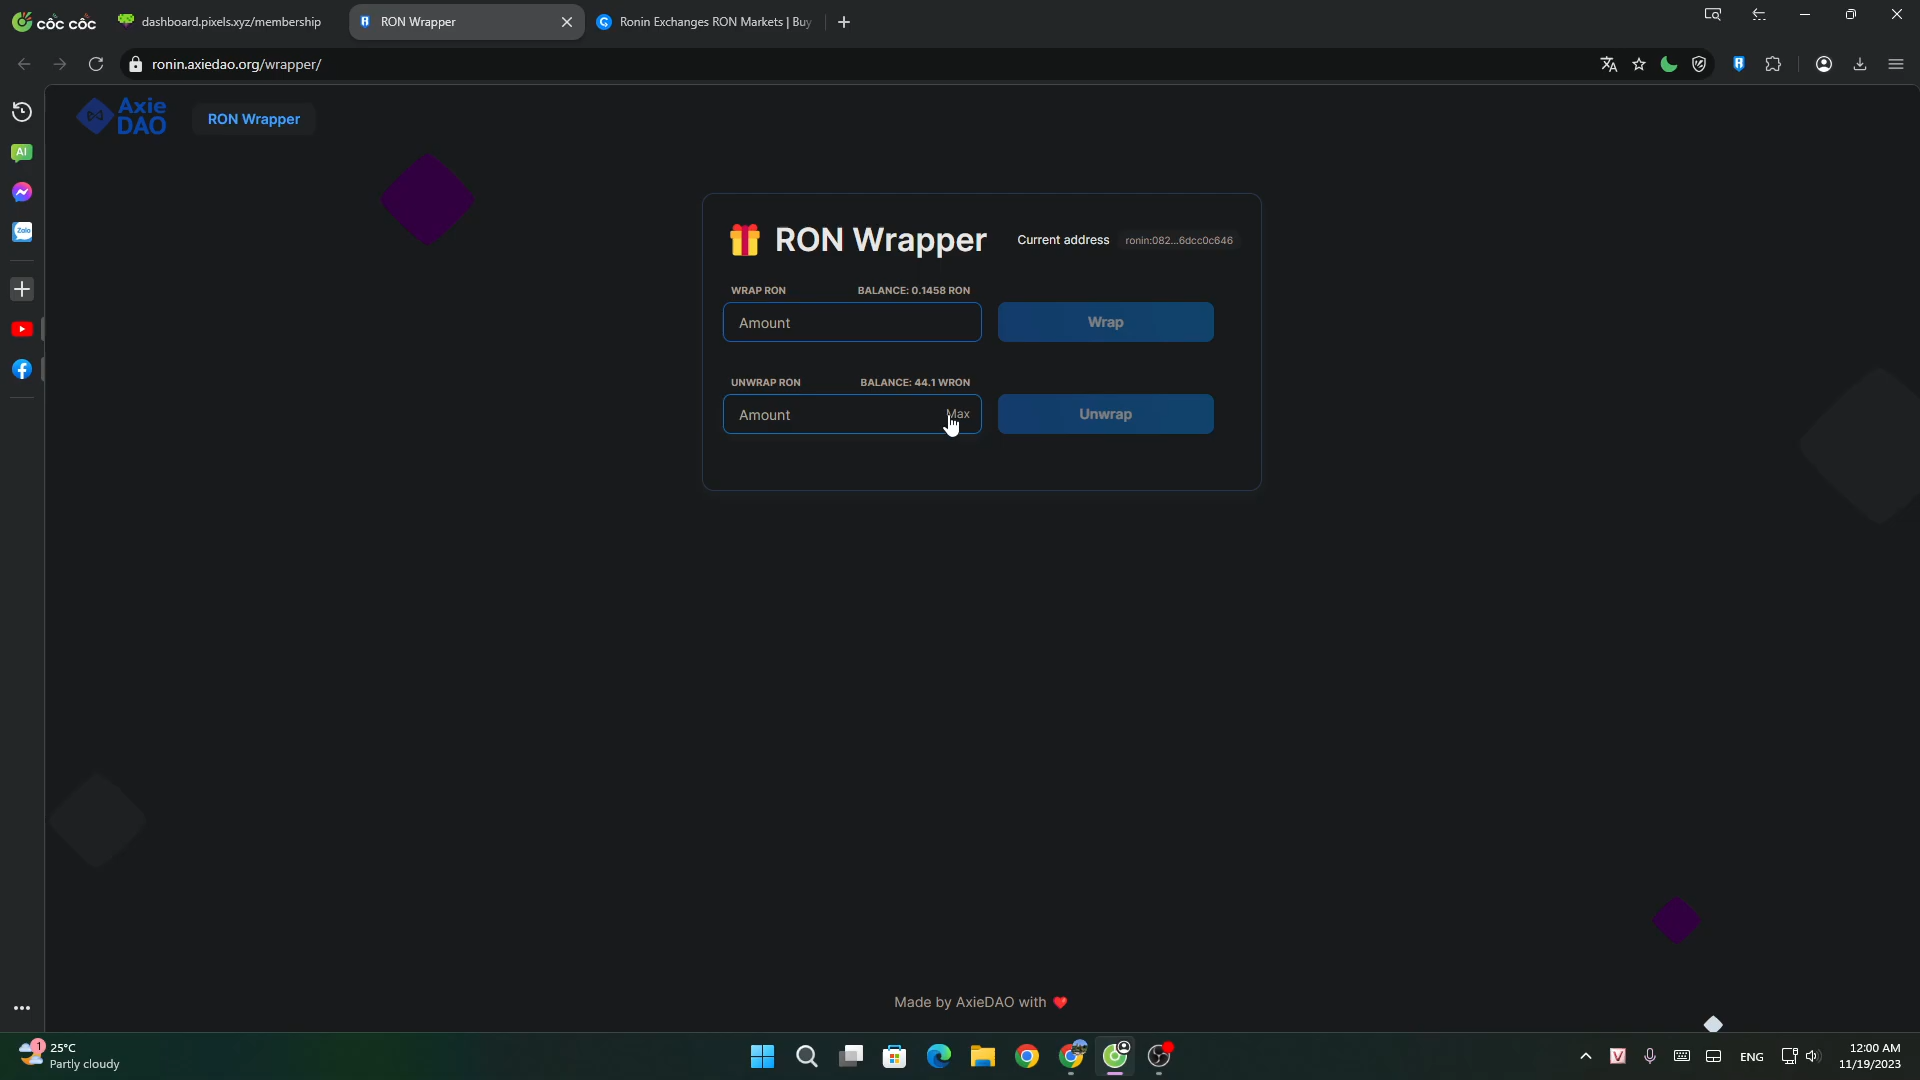 cốc cốc
dashboard.pixels.xyz/membership
RON Wrapper
Ronin Exchanges RON Markets | Buy
ronin.axiedao.org/wrapper/
Axie
DAO
RON Wrapper
AI
Zalo
RON Wrapper
Current address
ronin:082...6dcc0c646
WRAP RON
BALANCE: 0.1458 RON
Amount
Wrap
UNWRAP RON
BALANCE: 44.1 WRON
Amount
Max
Unwrap
Made by AxieDAO with ❤️
1
25°C
Partly cloudy
V
ENG
12:00 AM
11/19/2023